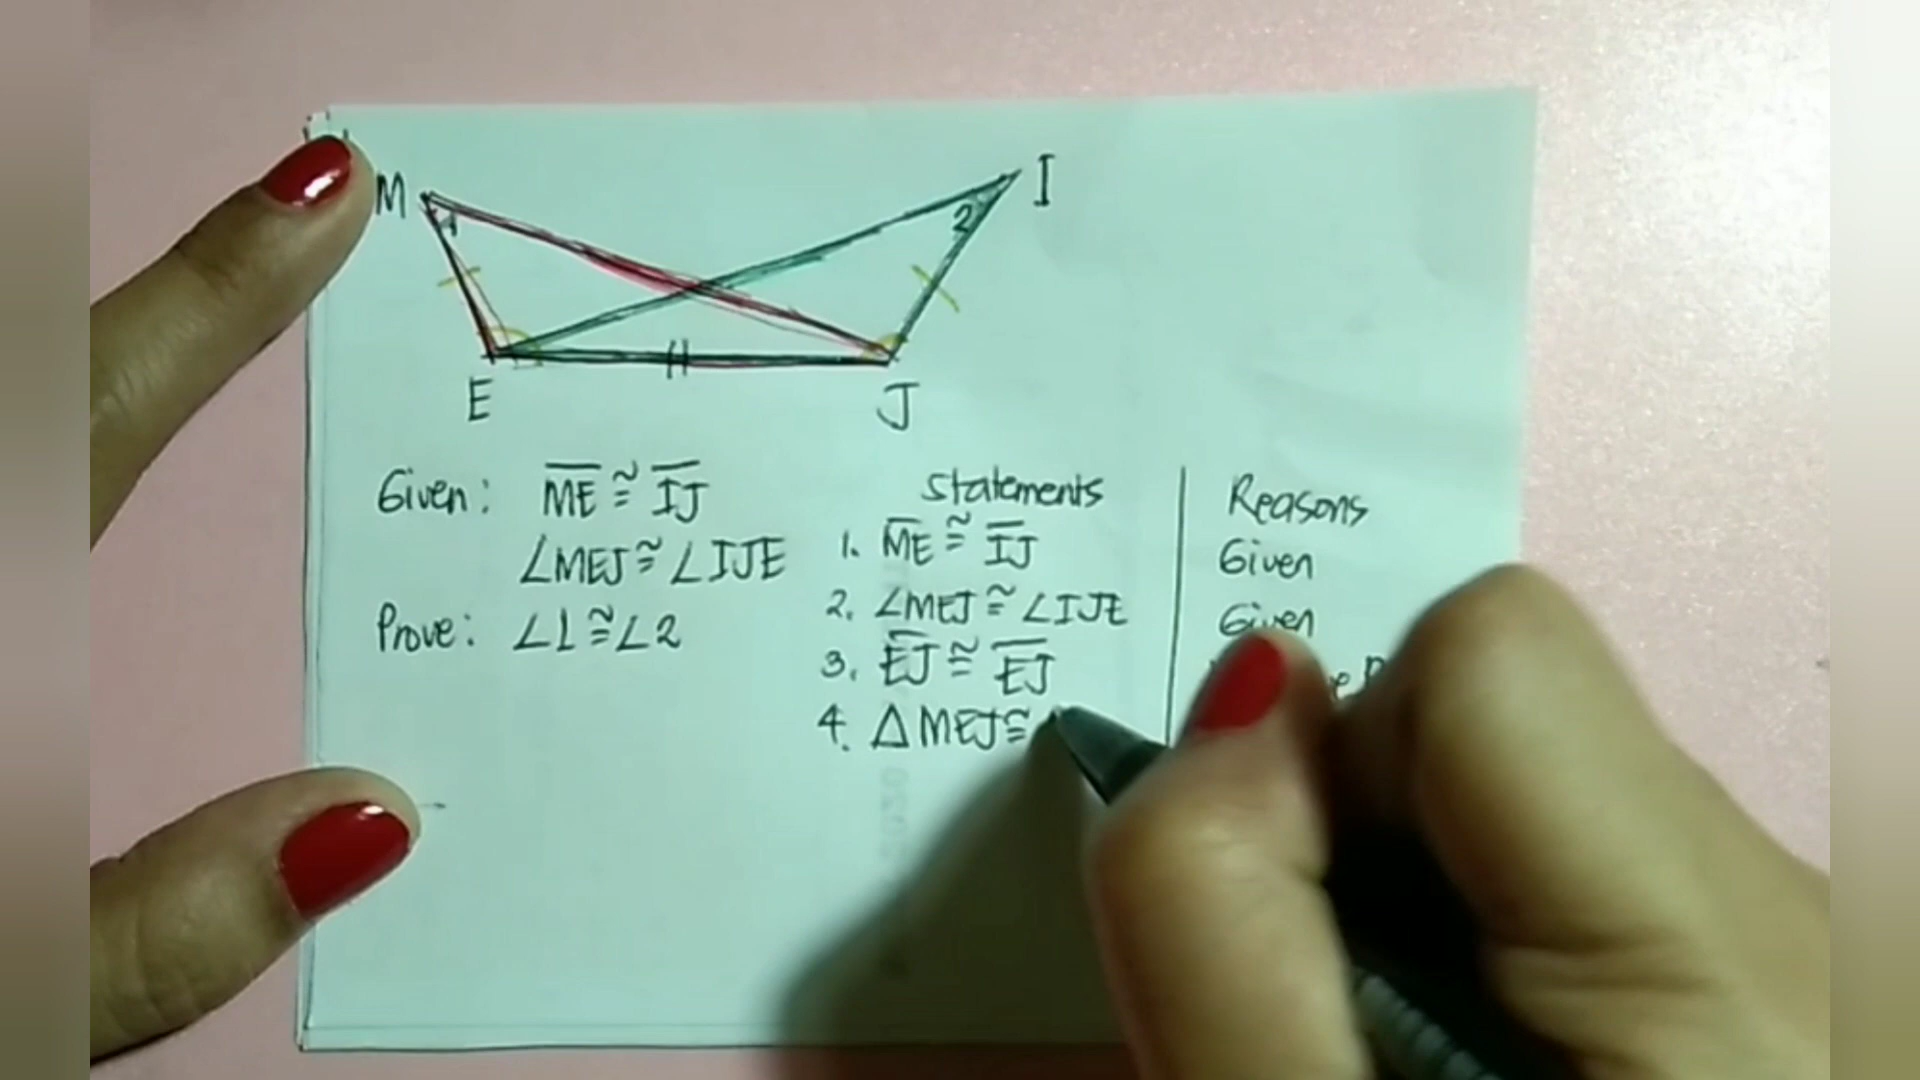 M
I
1
2
E
J
Given: ME ≅ IJ
∠MEJ ≅ ∠IJE
Prove: ∠1 ≅ ∠2
Statements
Reasons
1. ME ≅ IJ
Given
2. ∠MEJ ≅ ∠IJE
Given
3. EJ ≅ EJ
4. △MEJ ≅